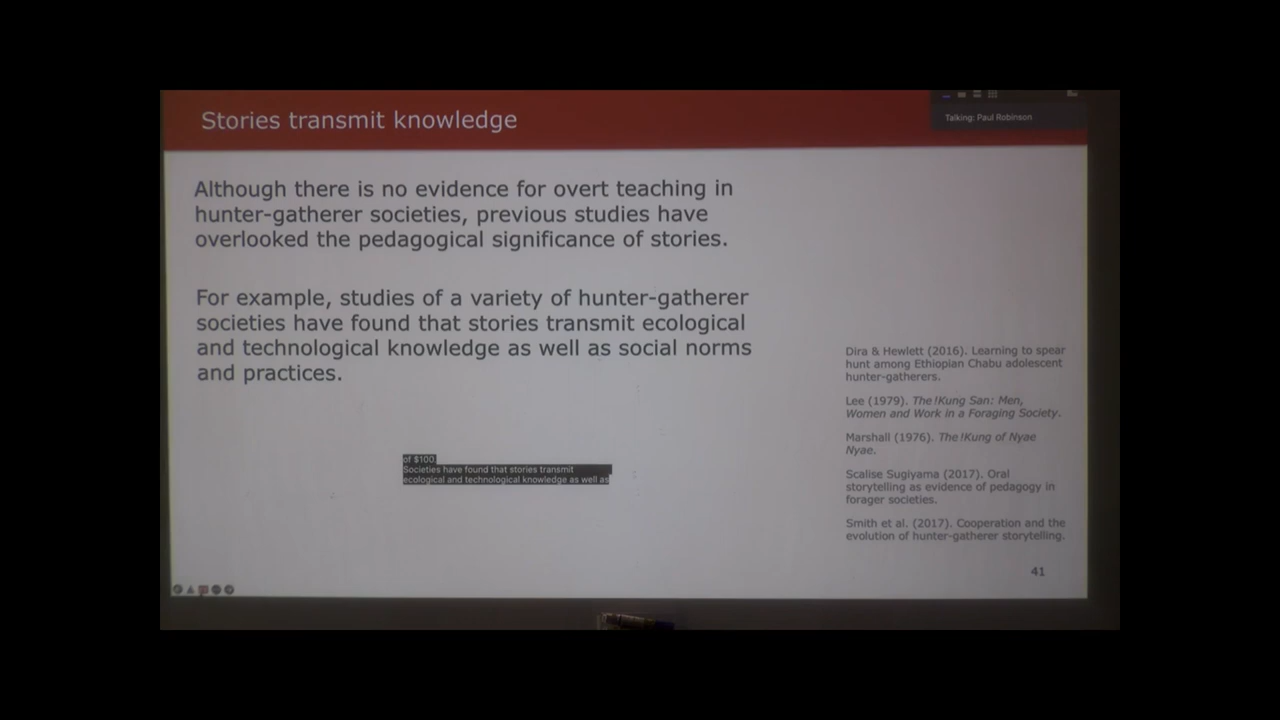 Stories transmit knowledge
Talking: Paul Robinson
Although there is no evidence for overt teaching in
hunter-gatherer societies, previous studies have
overlooked the pedagogical significance of stories.
For example, studies of a variety of hunter-gatherer
societies have found that stories transmit ecological
and technological knowledge as well as social norms
and practices.
Dira & Hewlett (2016). Learning to spear
hunt among Ethiopian Chabu adolescent
hunter-gatherers.
Lee (1979). The !Kung San: Men,
Women and Work in a Foraging Society.
Marshall (1976). The !Kung of Nyae
Nyae.
Scalise Sugiyama (2017). Oral
storytelling as evidence of pedagogy in
forager societies.
Smith et al. (2017). Cooperation and the
evolution of hunter-gatherer storytelling.
of $100
Societies have found that stories transmit
ecological and technological knowledge as well as
41